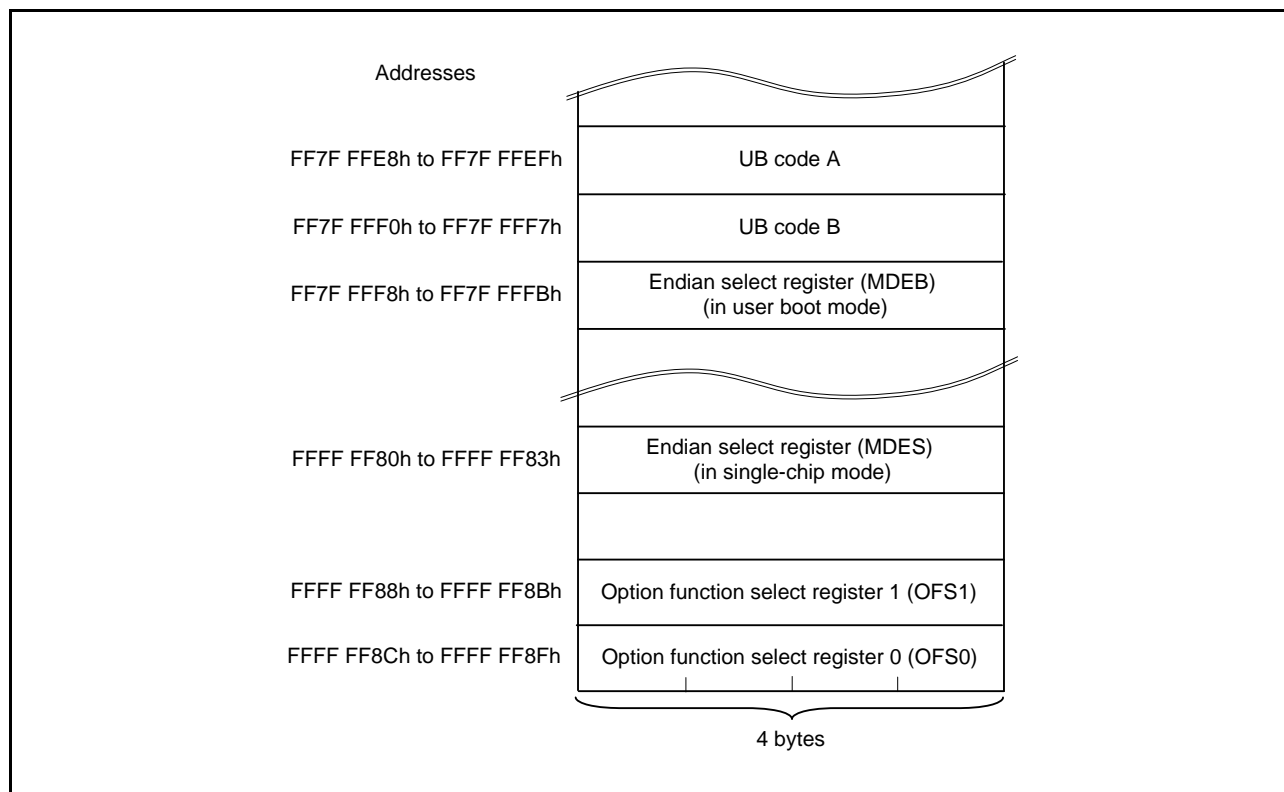 Addresses
FF7F FFE8h to FF7F FFEFh
UB code A
FF7F FFF0h to FF7F FFF7h
UB code B
FF7F FFF8h to FF7F FFFBh
Endian select register (MDEB)
(in user boot mode)
FFFF FF80h to FFFF FF83h
Endian select register (MDES)
(in single-chip mode)
FFFF FF88h to FFFF FF8Bh
Option function select register 1 (OFS1)
FFFF FF8Ch to FFFF FF8Fh
Option function select register 0 (OFS0)
4 bytes